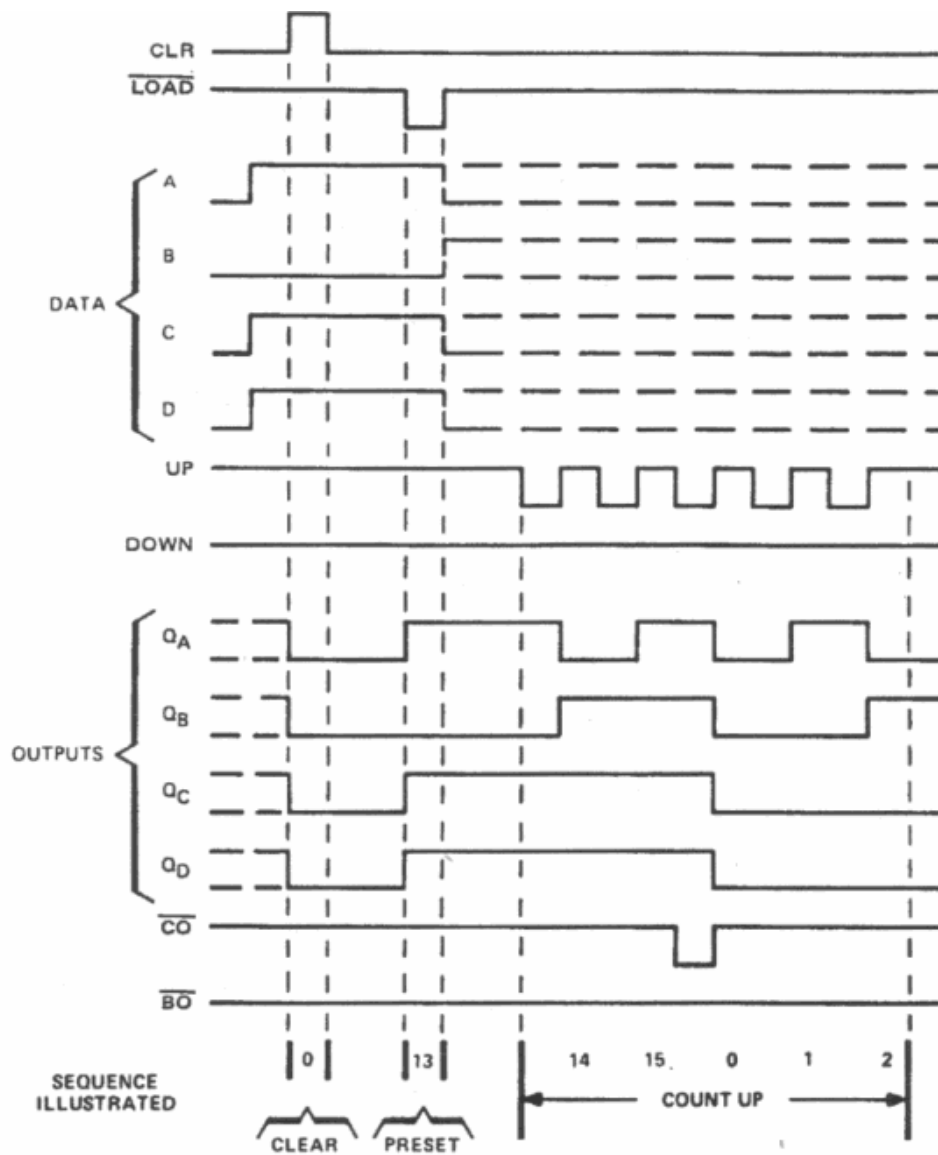 CLR
LOAD
A
B
DATA
C
D
UP
DOWN
QA
QB
OUTPUTS
QC
QD
CO
BO
0 13 14 15 0 1 2
SEQUENCE
ILLUSTRATED
COUNT UP
CLEAR PRESET